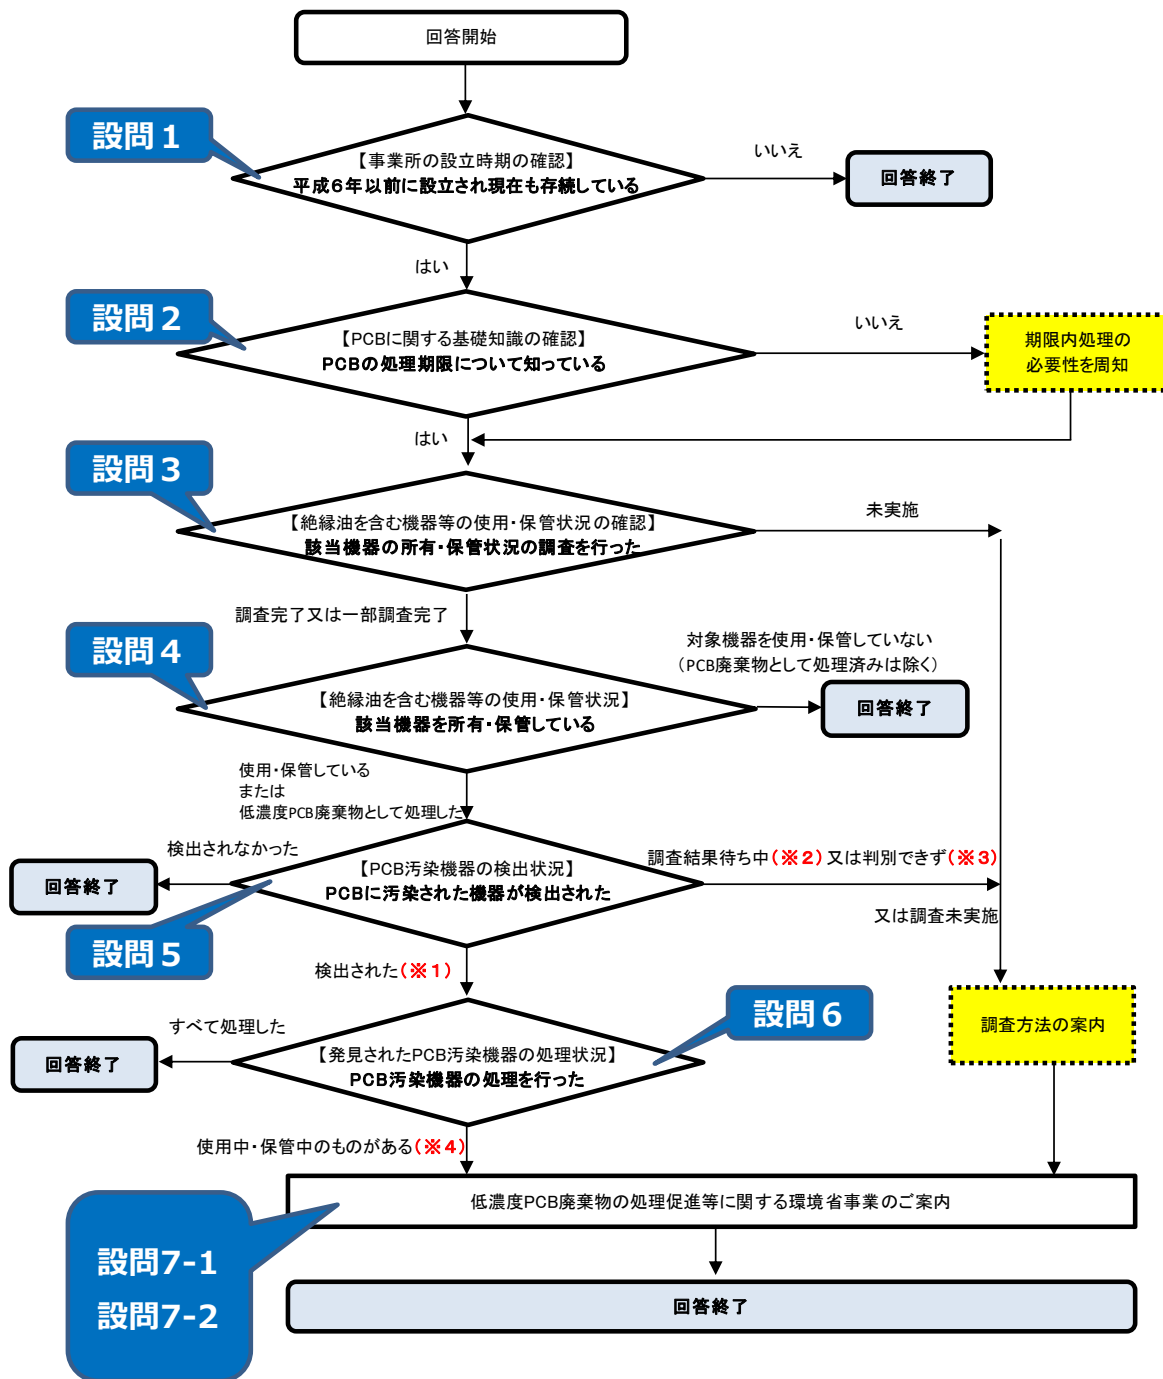 回答開始
設問１
【事業所の設立時期の確認】
平成６年以前に設立され現在も存続している
いいえ
回答終了
はい
設問２
【PCBに関する基礎知識の確認】
PCBの処理期限について知っている
いいえ
期限内処理の
必要性を周知
はい
設問３
【絶縁油を含む機器等の使用・保管状況の確認】
該当機器の所有・保管状況の調査を行った
未実施
調査完了又は一部調査完了
設問４
【絶縁油を含む機器等の使用・保管状況】
該当機器を所有・保管している
対象機器を使用・保管していない
（PCB廃棄物として処理済みは除く）
回答終了
使用・保管している
または
低濃度PCB廃棄物として処理した
検出されなかった
回答終了
【PCB汚染機器の検出状況】
PCBに汚染された機器が検出された
調査結果待ち中(※２)又は判別できず(※３)
又は調査未実施
設問５
検出された(※１)
設問６
すべて処理した
回答終了
【発見されたPCB汚染機器の処理状況】
PCB汚染機器の処理を行った
調査方法の案内
使用中・保管中のものがある(※４)
低濃度PCB廃棄物の処理促進等に関する環境省事業のご案内
設問7-1
設問7-2
回答終了